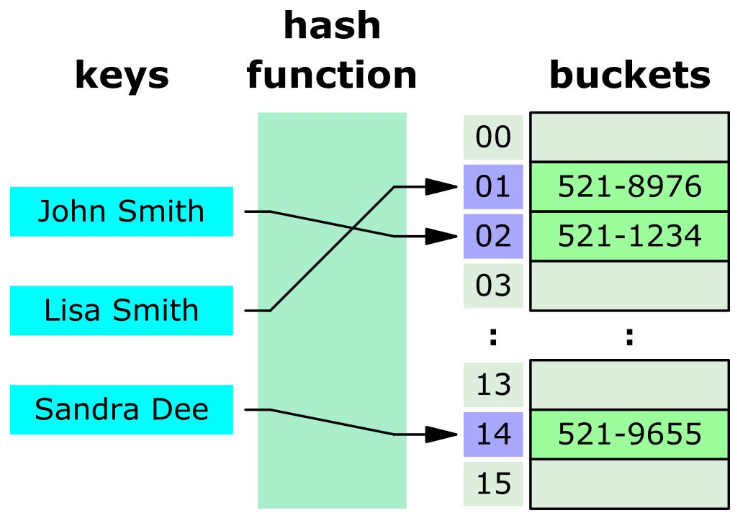 keys
hash
function
buckets
John Smith
Lisa Smith
Sandra Dee
00
01 521-8976
02 521-1234
03
: :
13
14 521-9655
15